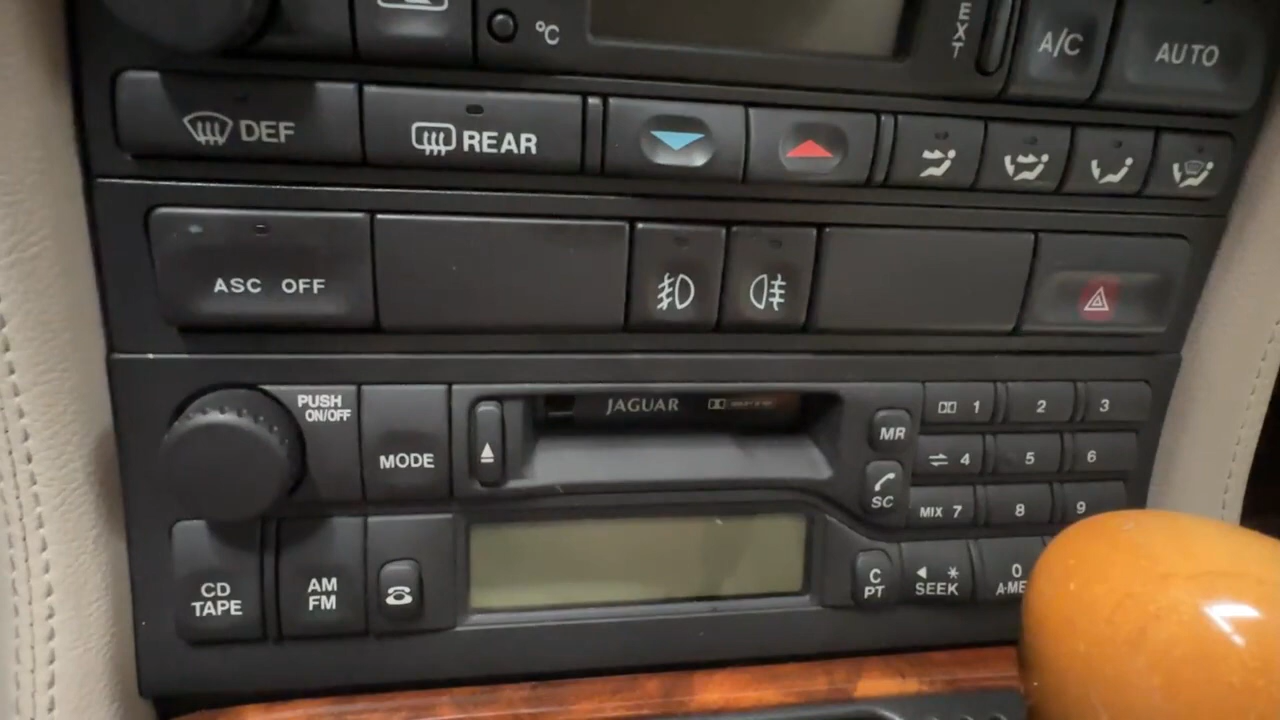 °C
EXT
A/C
AUTO
DEF
REAR
ASC OFF
PUSH
ON/OFF
MODE
JAGUAR
MR
1
2
3
4
5
6
SC
MIX 7
8
9
CD
TAPE
AM
FM
C
PT
SEEK
*
0